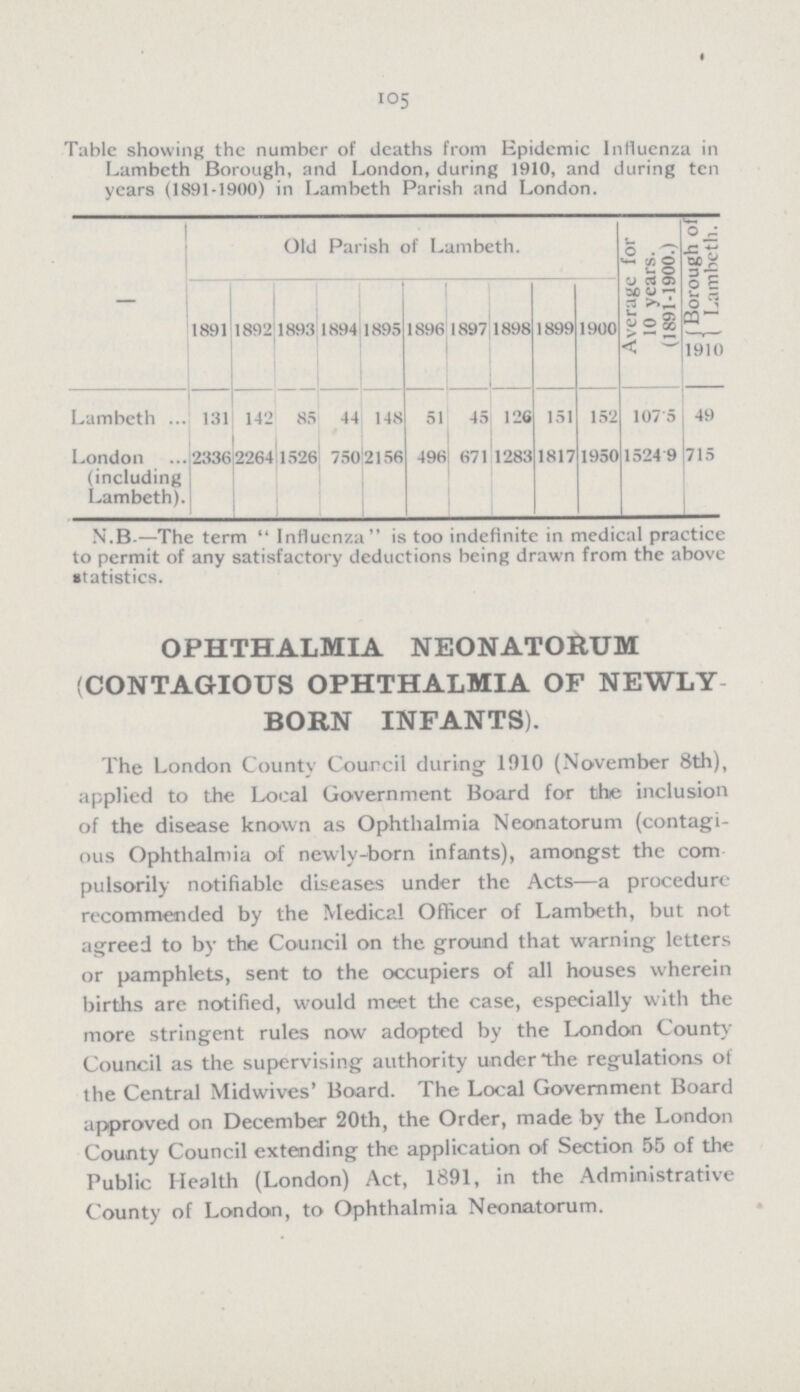 105
Table showing the number of deaths from Epidemic Influenza in
Lambeth Borough, and London, during 1910, and during ten
years (1891-1900) in Lambeth Parish and London.
— Old Parish of Lambeth. Average for 10 years. (1891-1900.) Borough of Lambeth.
1891 1892 1893 1894 1895 1896 1897 1898 1899 1900 1910
Lambeth ... 131 142 85 44 148 51 45 126 151 152 107·5 49
London ... 2336 2264 1526 750 2156 496 671 1283 1817 1950 1524·9 715
(including
Lambeth).
N.B.—The term "Influenza" is too indefinite in medical practice
to permit of any satisfactory deductions being drawn from the above
statistics.
OPHTHALMIA NEONATORUM
(CONTAGIOUS OPHTHALMIA OF NEWLY-
BORN INFANTS).
The London County Council during 1910 (November 8th),
applied to the Local Government Board for the inclusion
of the disease known as Ophthalmia Neonatorum (contagi-
ous Ophthalmia of newly-born infants), amongst the com-
pulsorily notifiable diseases under the Acts—a procedure
recommended by the Medical Officer of Lambeth, but not
agreed to by the Council on the ground that warning letters
or pamphlets, sent to the occupiers of all houses wherein
births are notified, would meet the case, especially with the
more stringent rules now adopted by the London County
Council as the supervising authority under the regulations of
the Central Midwives' Board. The Local Government Board
approved on December 20th, the Order, made by the London
County Council extending the application of Section 55 of the
Public Health (London) Act, 1891, in the Administrative
County of London, to Ophthalmia Neonatorum.